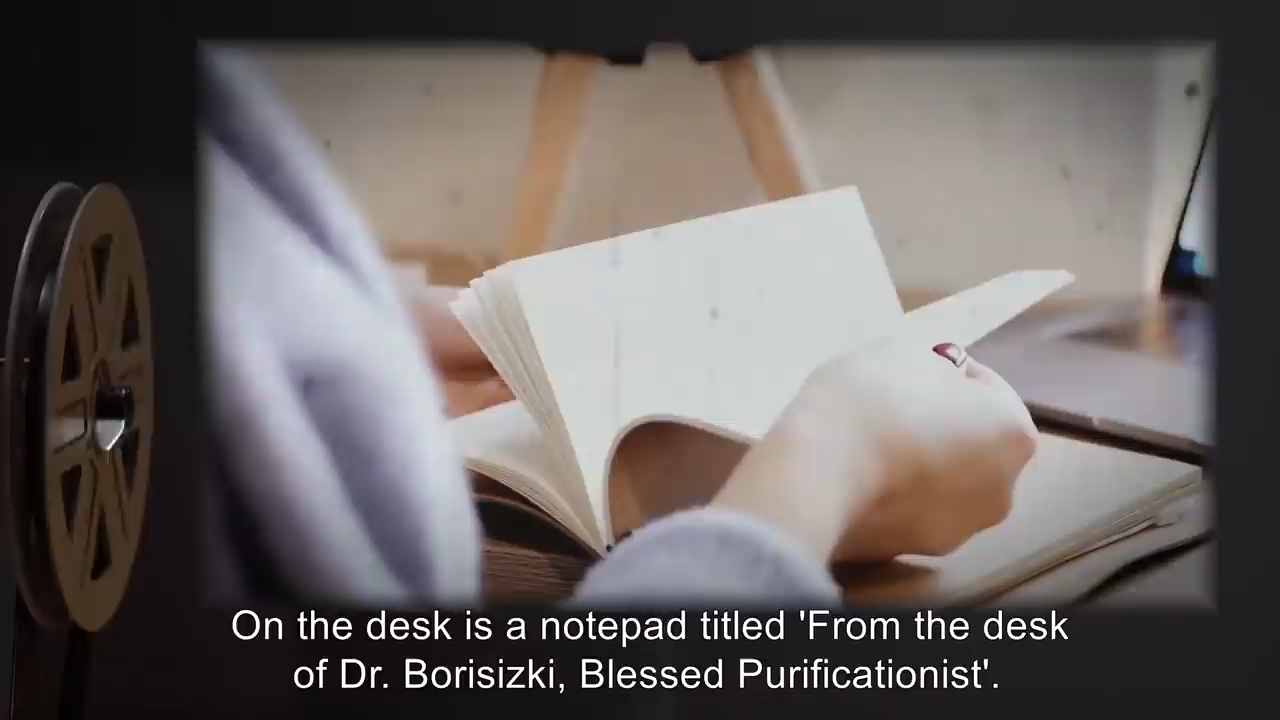 On the desk is a notepad titled 'From the desk
of Dr. Borisizki, Blessed Purificationist'.